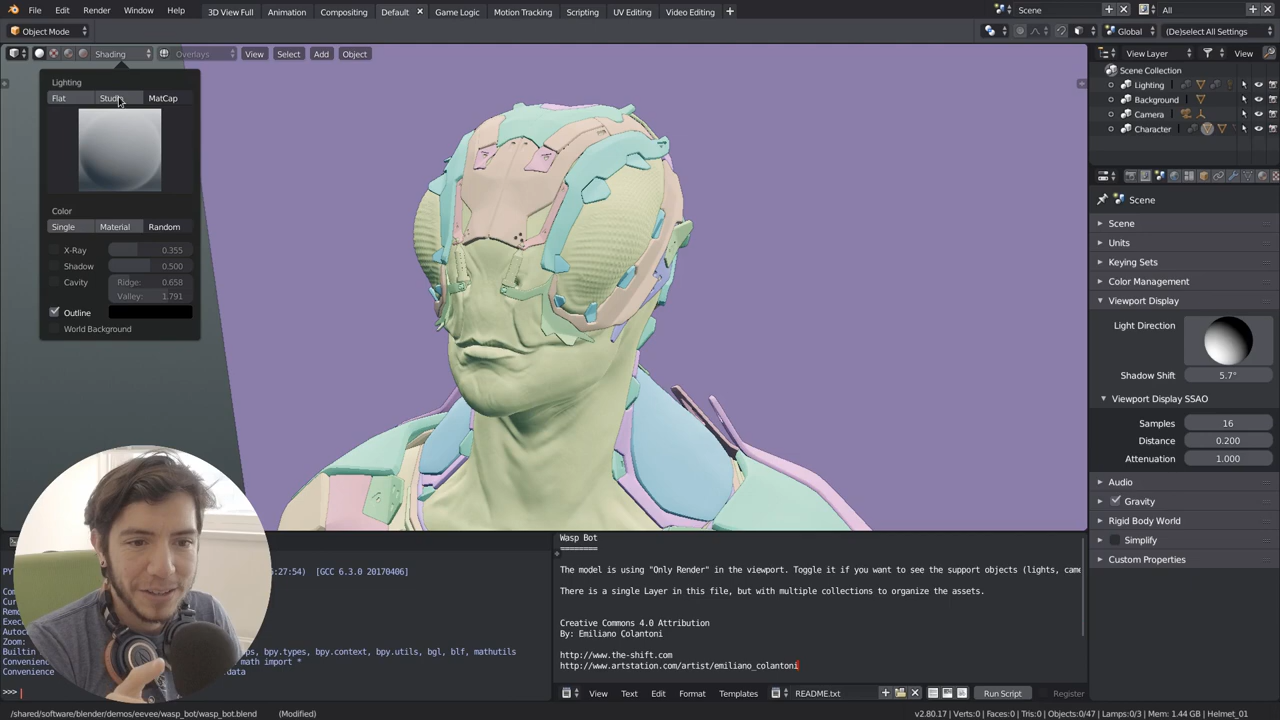 File Edit Render Window Help 3D View Full Animation Compositing Default Game Logic Motion Tracking Scripting UV Editing Video Editing Scene All
Object Mode Global (De)select All Settings
Shading Overlays View Select Add Object View Layer View
Lighting
Flat Studio MatCap
Color
Single Material Random
X-Ray 0.355
Shadow 0.500
Cavity Ridge: 0.658
Valley: 1.791
Outline
World Background
Scene Collection
Lighting
Background
Camera
Character
Scene
Scene
Units
Keying Sets
Color Management
Viewport Display
Light Direction
Shadow Shift 5.7°
Viewport Display SSAO
Samples 16
Distance 0.200
Attenuation 1.000
Audio
Gravity
Rigid Body World
Simplify
Custom Properties
:27:54) [GCC 6.3.0 20170406]
ps, bpy.types, bpy.context, bpy.utils, bgl, blf, mathutils
math import *
data
>>>
Wasp Bot
========
The model is using "Only Render" in the viewport. Toggle it if you want to see the support objects (lights, came
There is a single Layer in this file, but with multiple collections to organize the assets.
Creative Commons 4.0 Attribution
By: Emiliano Colantoni
http://www.the-shift.com
http://www.artstation.com/artist/emiliano_colantoni
View Text Edit Format Templates README.txt Run Script Register
/shared/software/blender/demos/eevee/wasp_bot/wasp_bot.blend (Modified) v2.80.17 | Verts:0 | Faces:0 | Tris:0 | Objects:0/47 | Lamps:0/3 | Mem: 1.44 GB | Helmet_01